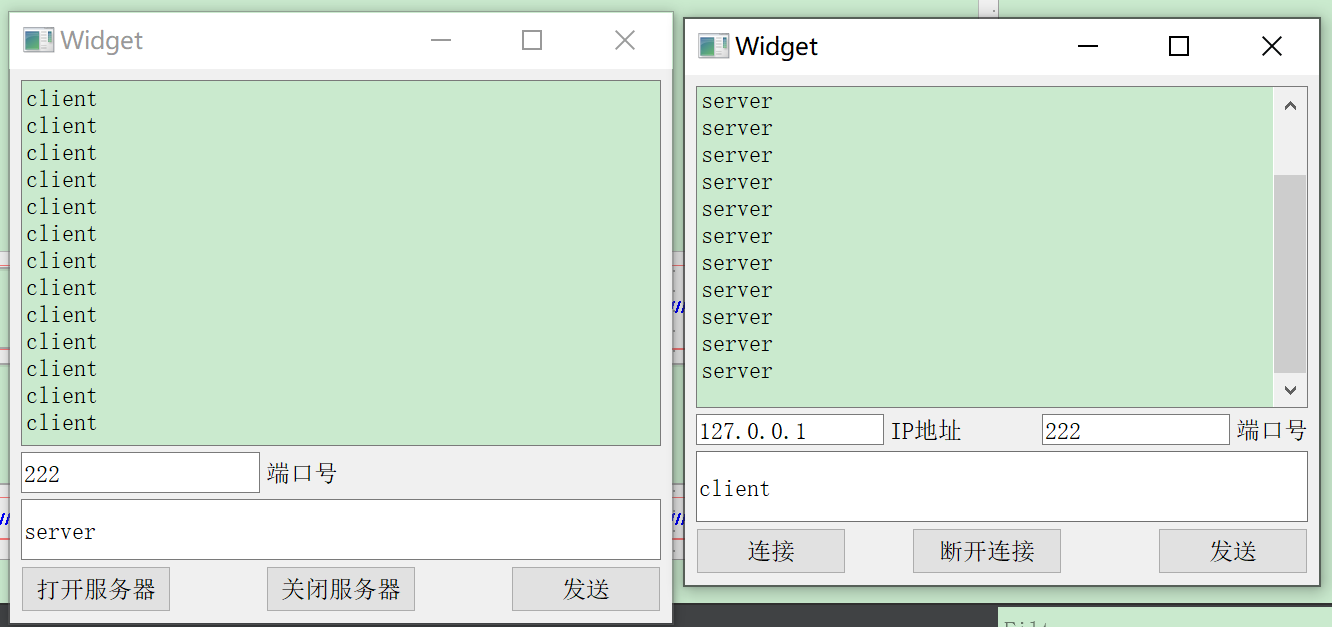 Widget
client
client
client
client
client
client
client
client
client
client
client
client
client
222 端口号
server
打开服务器 关闭服务器 发送
Widget
server
server
server
server
server
server
server
server
server
server
server
127.0.0.1 IP地址 222 端口号
client
连接 断开连接 发送